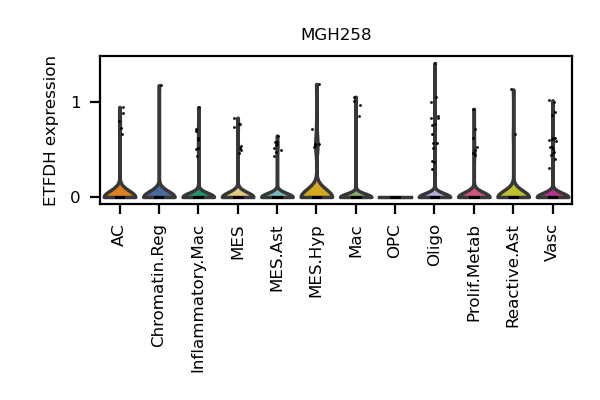 MGH258
ETFDH expression
1
0
AC
Chromatin.Reg
Inflammatory.Mac
MES
MES.Ast
MES.Hyp
Mac
OPC
Oligo
Prolif.Metab
Reactive.Ast
Vasc